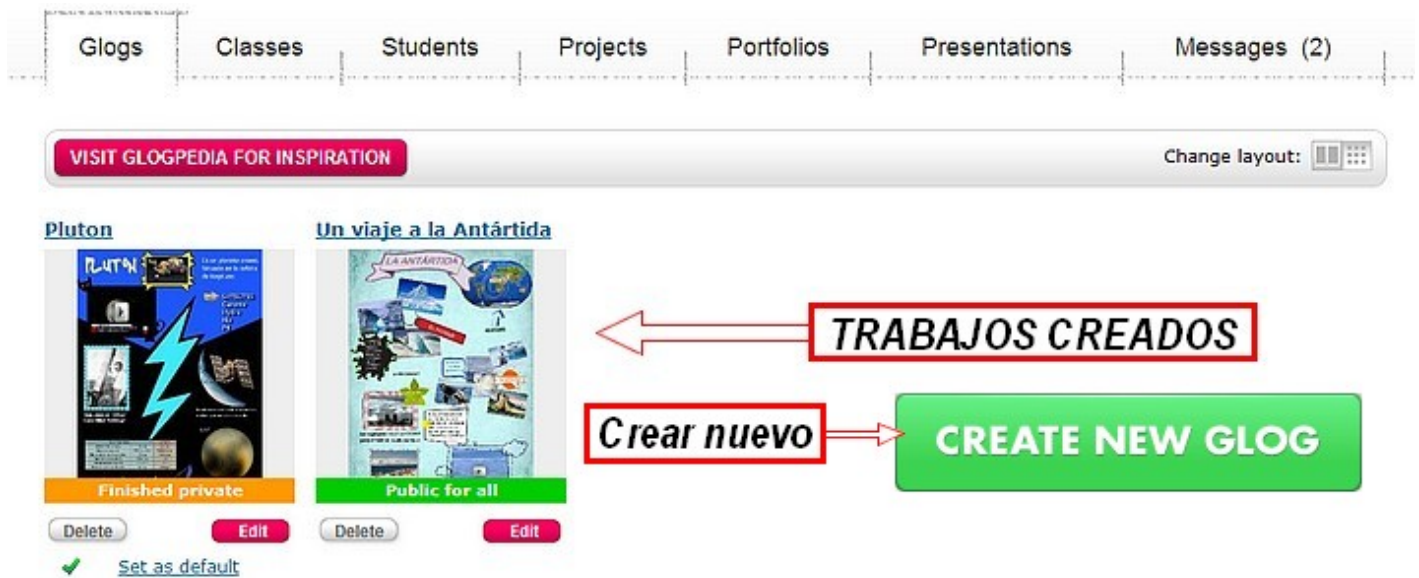 Glogs Classes Students Projects Portfolios Presentations Messages (2)
VISIT GLOGPEDIA FOR INSPIRATION Change layout:
Pluton Un viaje a la Antártida
PLUTON
LA ANTÁRTIDA
TRABAJOS CREADOS
Crear nuevo CREATE NEW GLOG
Finished private Public for all
Delete Edit Delete Edit
Set as default